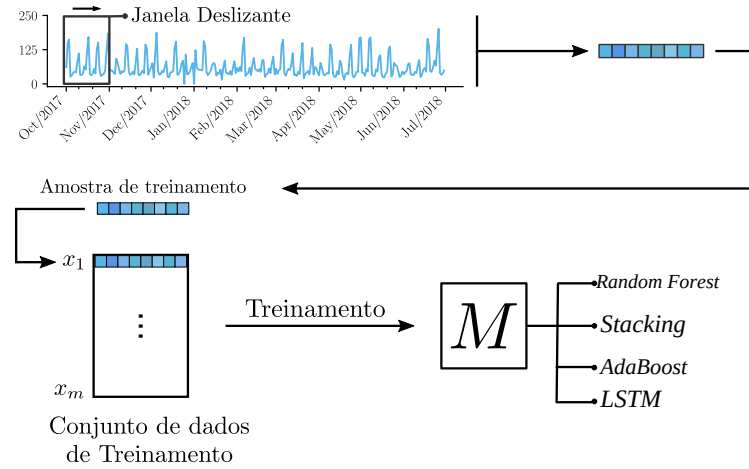 Janela Deslizante
250
125
0
Oct/2017
Nov/2017
Dec/2017
Jan/2018
Feb/2018
Mar/2018
Apr/2018
May/2018
Jun/2018
Jul/2018
Amostra de treinamento
x1
xm
Conjunto de dados
de Treinamento
Treinamento
M
Random Forest
Stacking
AdaBoost
LSTM